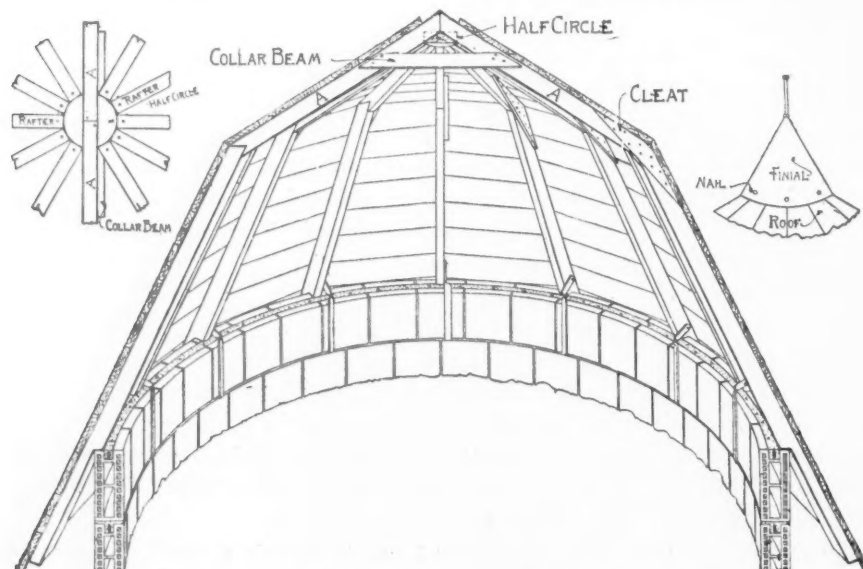 HALF CIRCLE
COLLAR BEAM
CLEAT
A
A
A
RAFTER
HALF CIRCLE
RAFTER
A
COLLAR BEAM
NAIL
FINIAL
ROOF